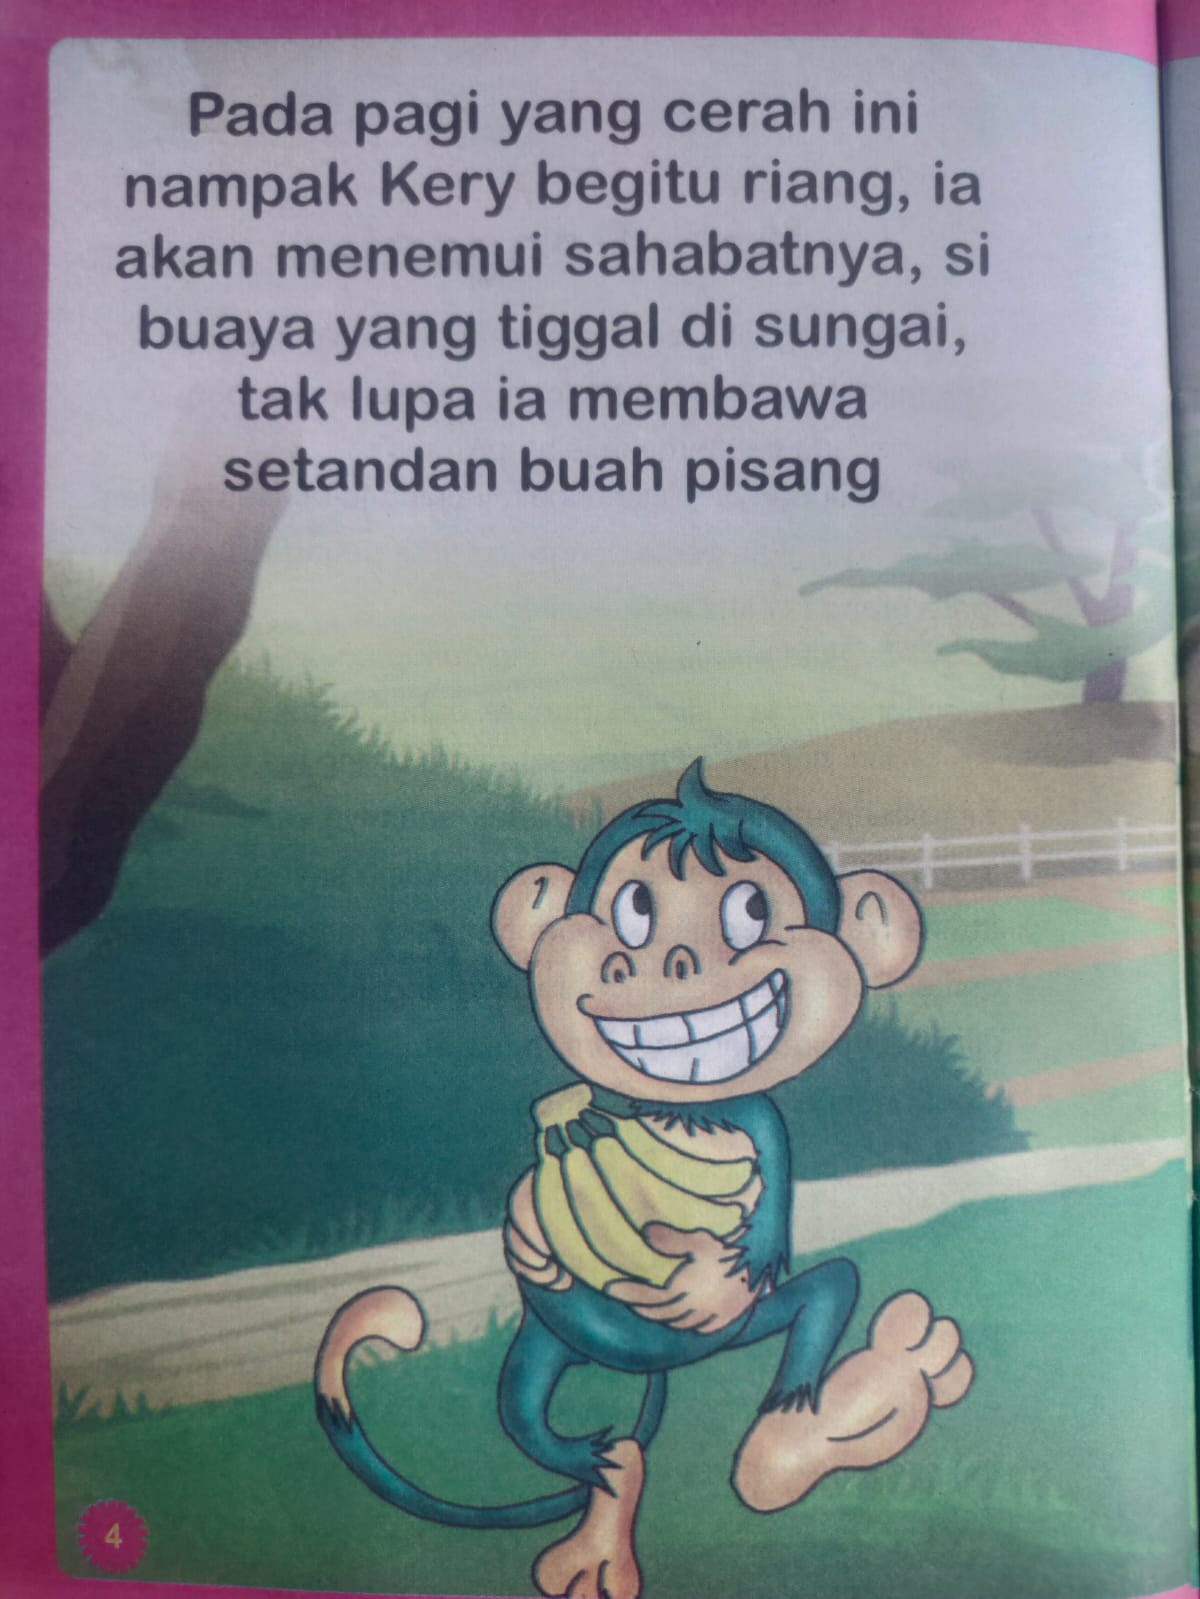 Pada pagi yang cerah ini
nampak Kery begitu riang, ia
akan menemui sahabatnya, si
buaya yang tiggal di sungai,
tak lupa ia membawa
setandan buah pisang
4